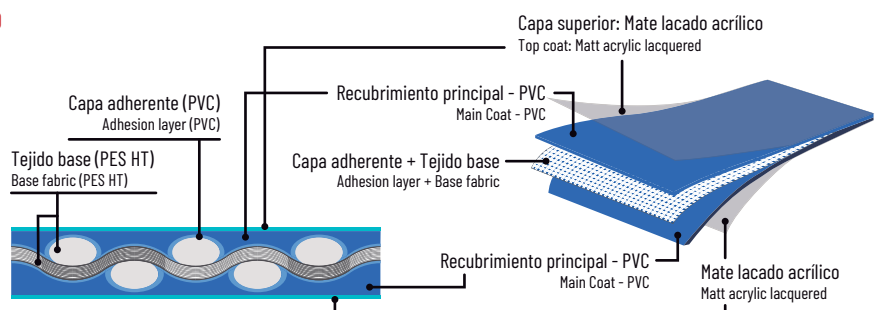 Capa superior: Mate lacado acrílico
Top coat: Matt acrylic lacquered
Recubrimiento principal - PVC
Main Coat - PVC
Capa adherente (PVC)
Adhesion layer (PVC)
Tejido base (PES HT)
Base fabric (PES HT)
Capa adherente + Tejido base
Adhesion layer + Base fabric
Recubrimiento principal - PVC
Main Coat - PVC
Mate lacado acrílico
Matt acrylic lacquered